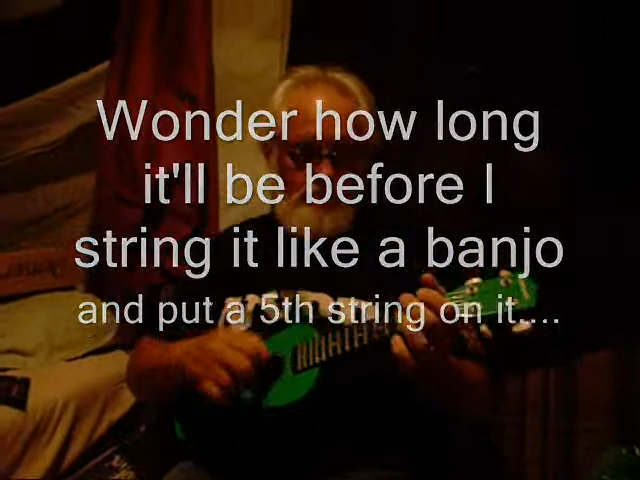 Wonder how long
it'll be before I
string it like a banjo
and put a 5th string on it....